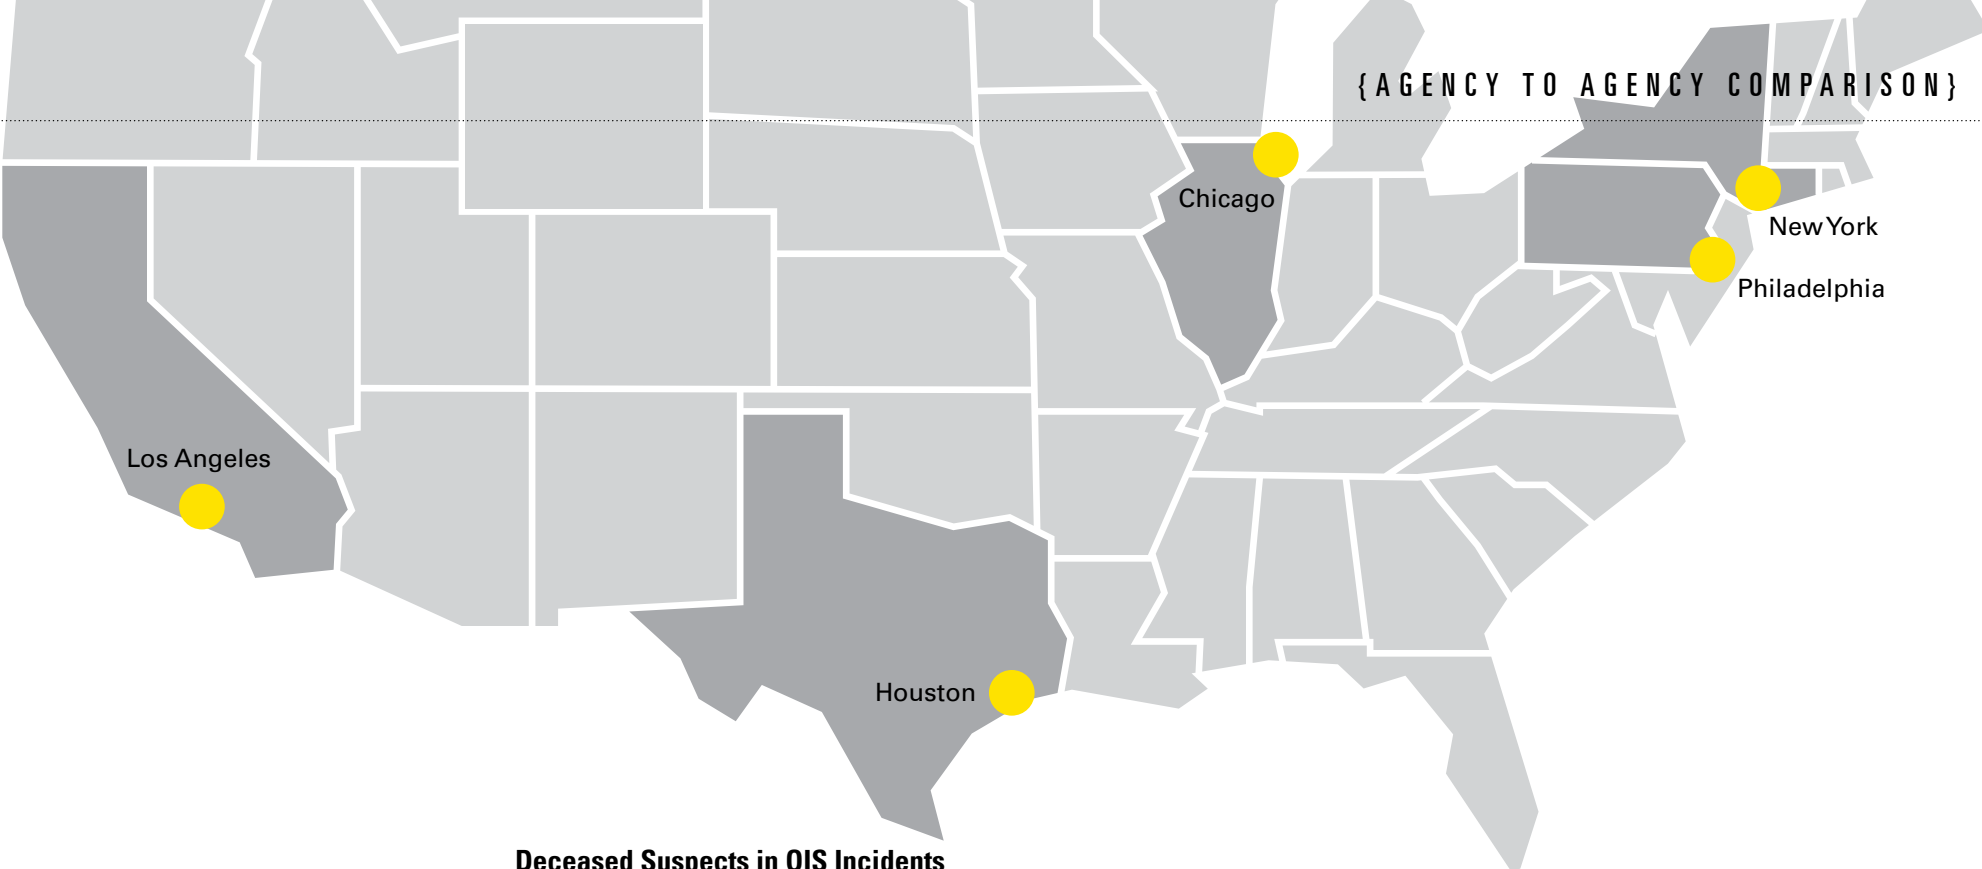 {AGENCY TO AGENCY COMPARISON}
Chicago
New York
Philadelphia
Los Angeles
Houston
Deceased Suspects in OIS Incidents